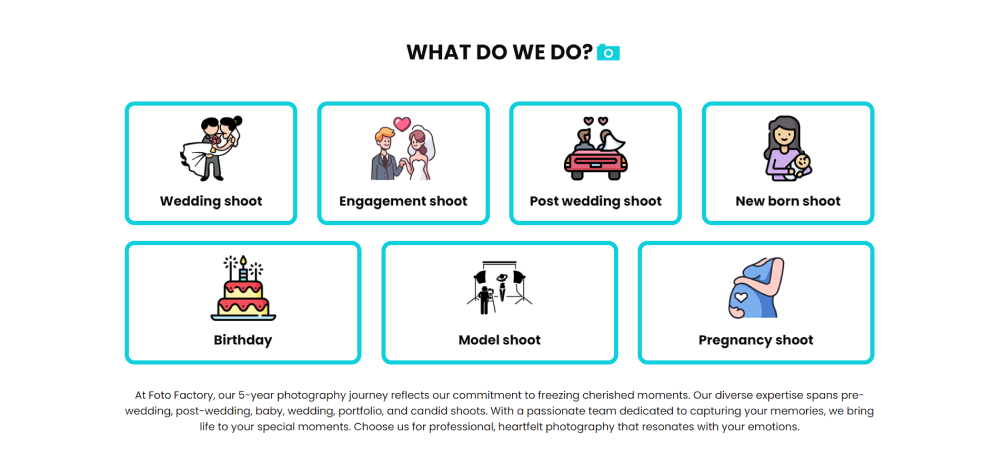 WHAT DO WE DO?
Wedding shoot
Engagement shoot
Post wedding shoot
New born shoot
Birthday
Model shoot
Pregnancy shoot
At Foto Factory, our 5-year photography journey reflects our commitment to freezing cherished moments. Our diverse expertise spans pre-
wedding, post-wedding, baby, wedding, portfolio, and candid shoots. With a passionate team dedicated to capturing your memories, we bring
life to your special moments. Choose us for professional, heartfelt photography that resonates with your emotions.